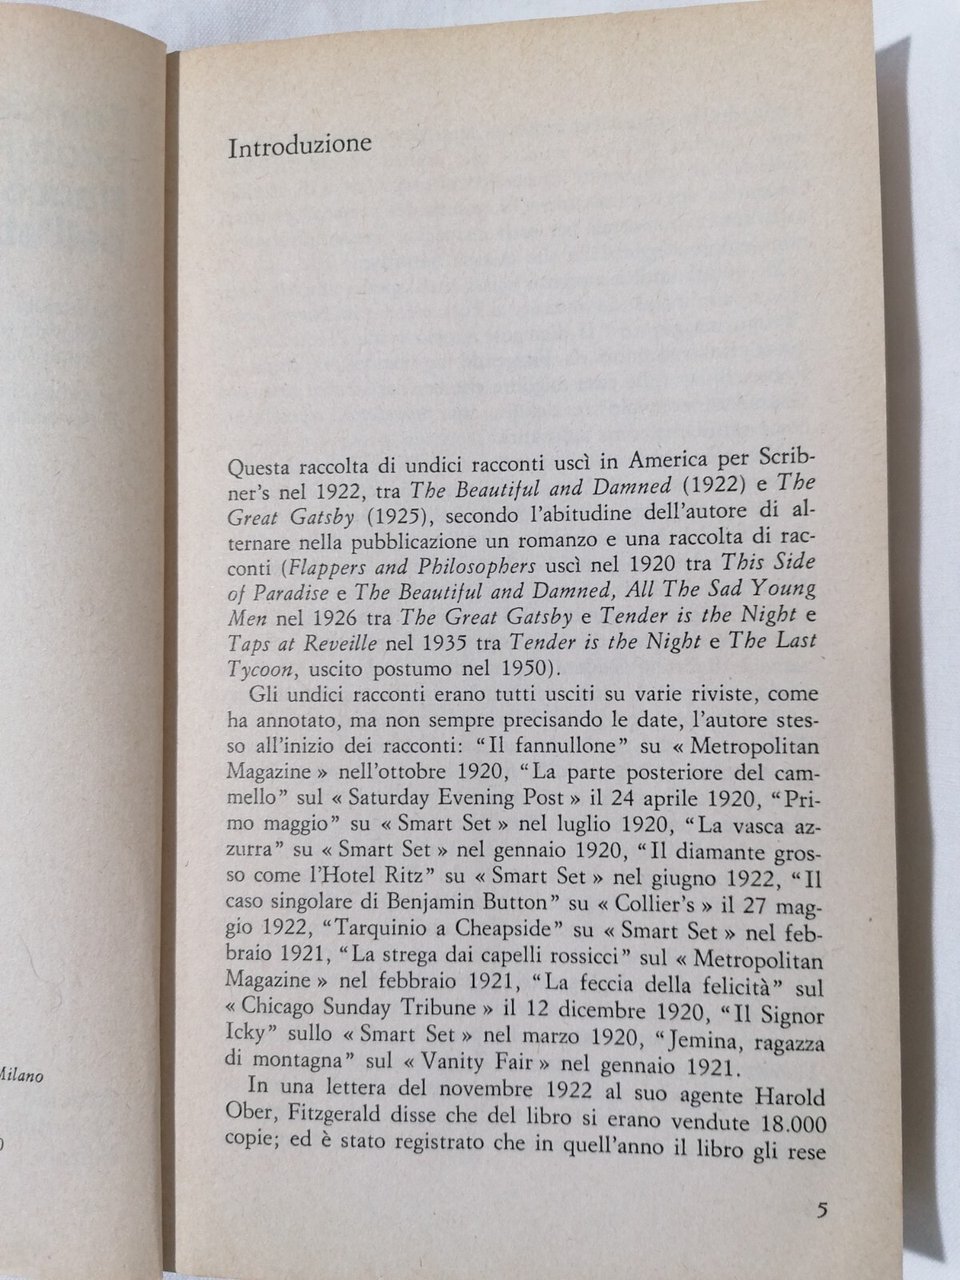 Introduzione
Questa raccolta di undici racconti uscì in America per Scrib-
ner's nel 1922, tra The Beautiful and Damned (1922) e The
Great Gatsby (1925), secondo l'abitudine dell'autore di al-
ternare nella pubblicazione un romanzo e una raccolta di rac-
conti (Flappers and Philosophers uscì nel 1920 tra This Side
of Paradise e The Beautiful and Damned, All The Sad Young
Men nel 1926 tra The Great Gatsby e Tender is the Night e
Taps at Reveille nel 1935 tra Tender is the Night e The Last
Tycoon, uscito postumo nel 1950).
Gli undici racconti erano tutti usciti su varie riviste, come
ha annotato, ma non sempre precisando le date, l'autore stes-
so all'inizio dei racconti: “Il fannullone” su « Metropolitan
Magazine » nell'ottobre 1920, “La parte posteriore del cam-
mello” sul « Saturday Evening Post » il 24 aprile 1920, “Pri-
mo maggio” su « Smart Set » nel luglio 1920, “La vasca az-
zurra” su « Smart Set » nel gennaio 1920, “Il diamante gros-
so come l'Hotel Ritz” su « Smart Set » nel giugno 1922, “Il
caso singolare di Benjamin Button” su « Collier's » il 27 mag-
gio 1922, “Tarquinio a Cheapside” su « Smart Set » nel feb-
braio 1921, “La strega dai capelli rossicci” sul « Metropolitan
Magazine » nel febbraio 1921, “La feccia della felicità” sul
« Chicago Sunday Tribune » il 12 dicembre 1920, “Il Signor
Icky” sullo « Smart Set » nel marzo 1920, “Jemina, ragazza
di montagna” sul « Vanity Fair » nel gennaio 1921.
In una lettera del novembre 1922 al suo agente Harold
Ober, Fitzgerald disse che del libro si erano vendute 18.000
copie; ed è stato registrato che in quell'anno il libro gli rese
5
Milano